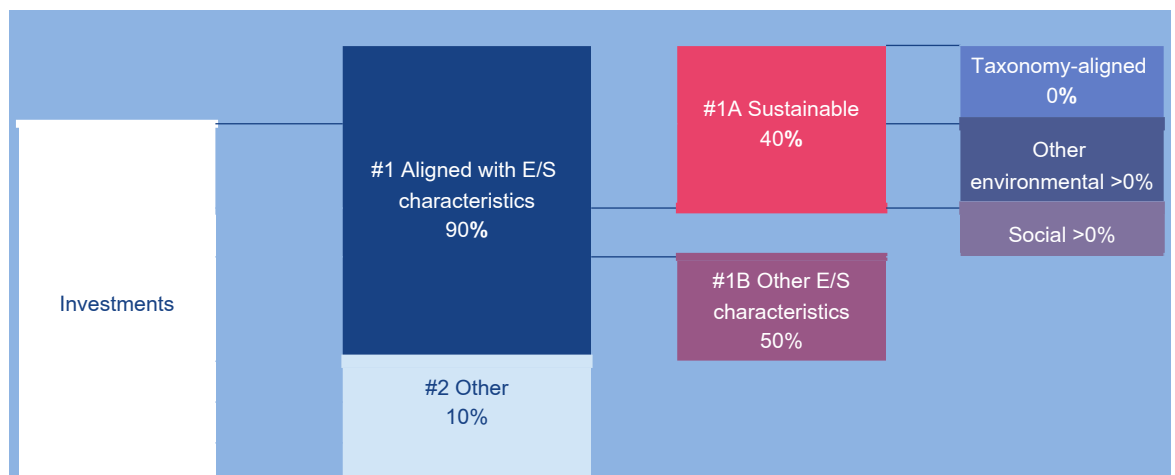 Investments
#1 Aligned with E/S
characteristics
90%
#2 Other
10%
#1A Sustainable
40%
#1B Other E/S
characteristics
50%
Taxonomy-aligned
0%
Other
environmental >0%
Social >0%